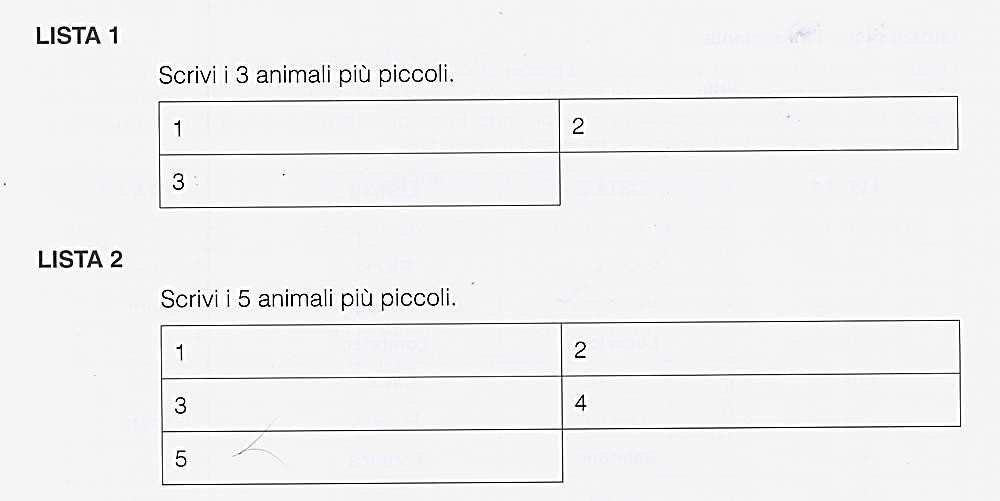 LISTA 1
Scrivi i 3 animali più piccoli.
1 2
3
LISTA 2
Scrivi i 5 animali più piccoli.
1 2
3 4
5